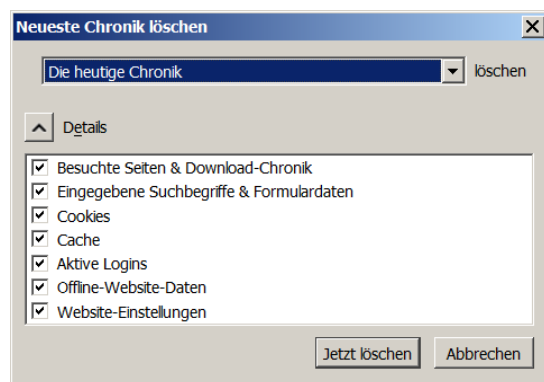 Neueste Chronik löschen
Die heutige Chronik löschen
Details
Besuchte Seiten & Download-Chronik
Eingegebene Suchbegriffe & Formulardaten
Cookies
Cache
Aktive Logins
Offline-Website-Daten
Website-Einstellungen
Jetzt löschen Abbrechen